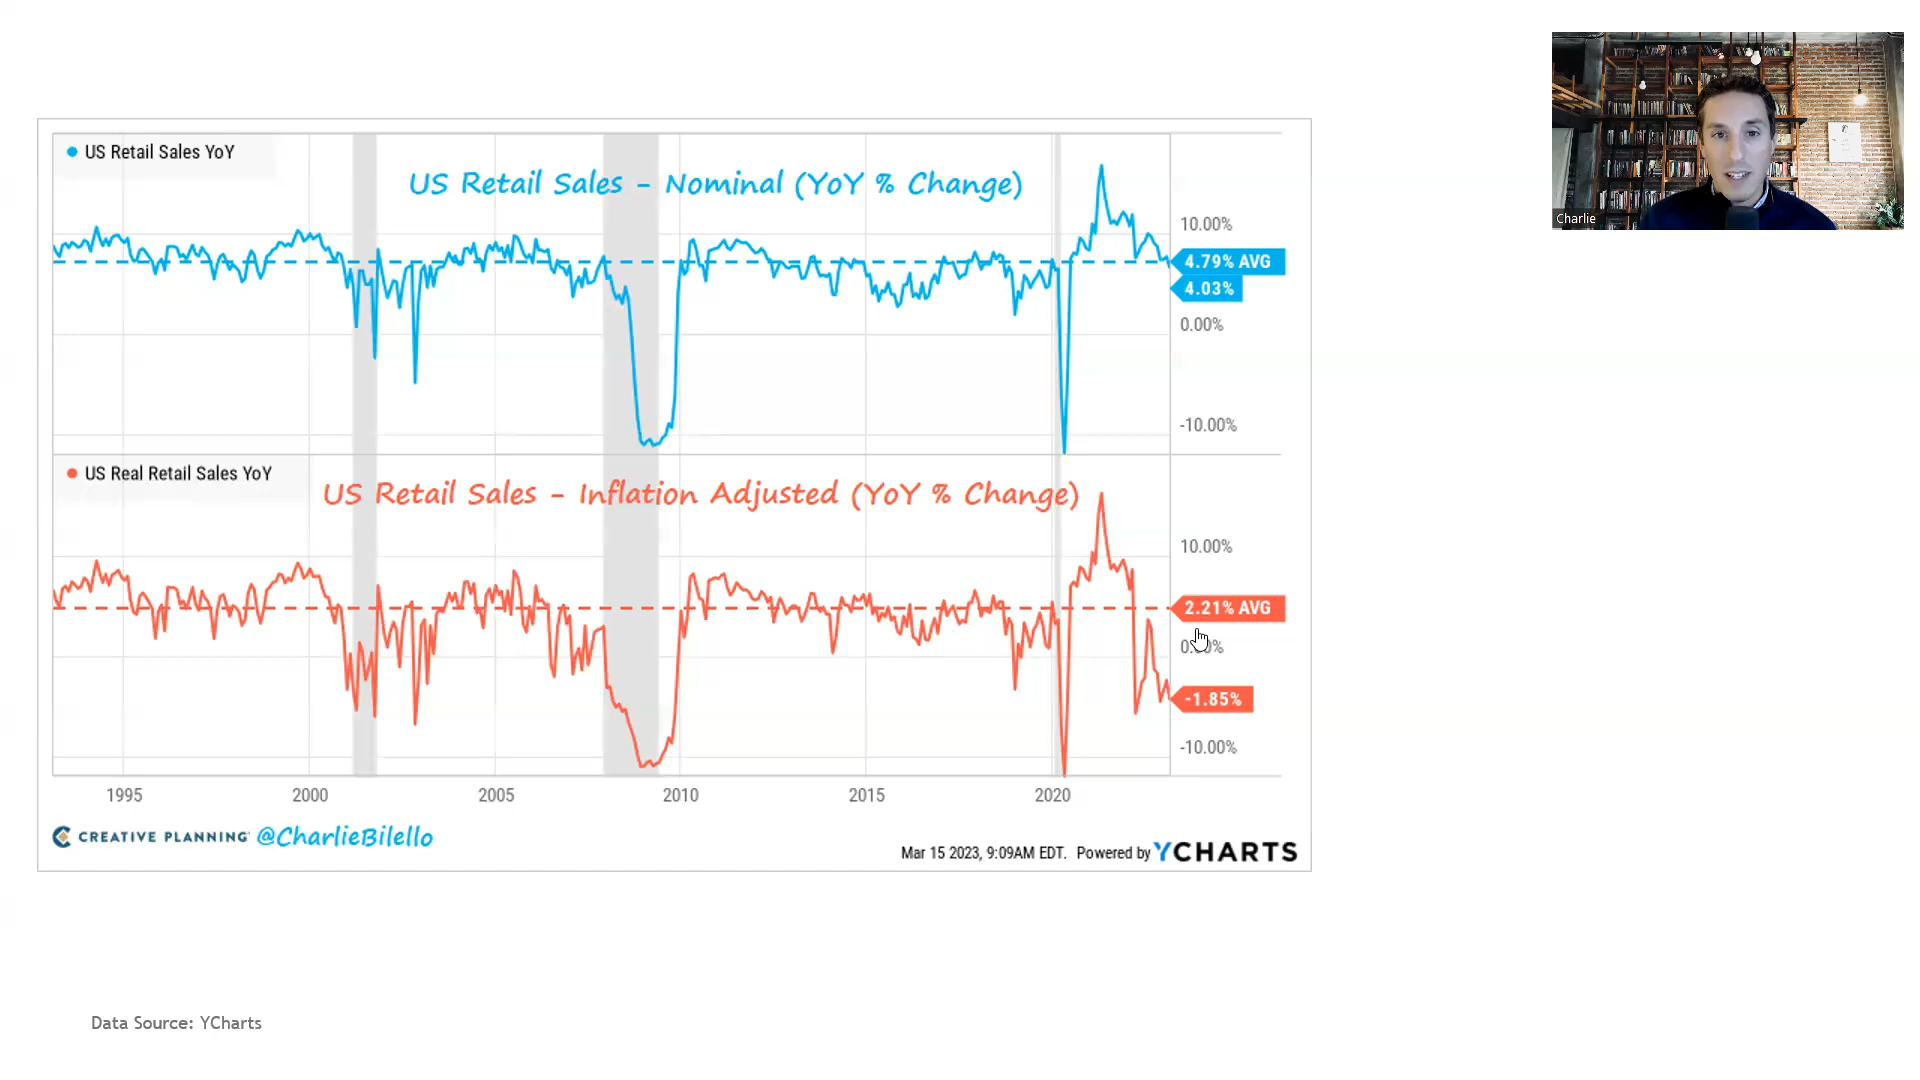 US Retail Sales YoY
US Retail Sales - Nominal (YoY % Change)
10.00%
4.79% AVG
4.03%
0.00%
-10.00%
US Real Retail Sales YoY
US Retail Sales - Inflation Adjusted (YoY % Change)
10.00%
2.21% AVG
-1.85%
-10.00%
1995 2000 2005 2010 2015 2020
CREATIVE PLANNING @CharlieBilello
Mar 15 2023, 9:09AM EDT. Powered by YCHARTS
Data Source: YCharts
Charlie